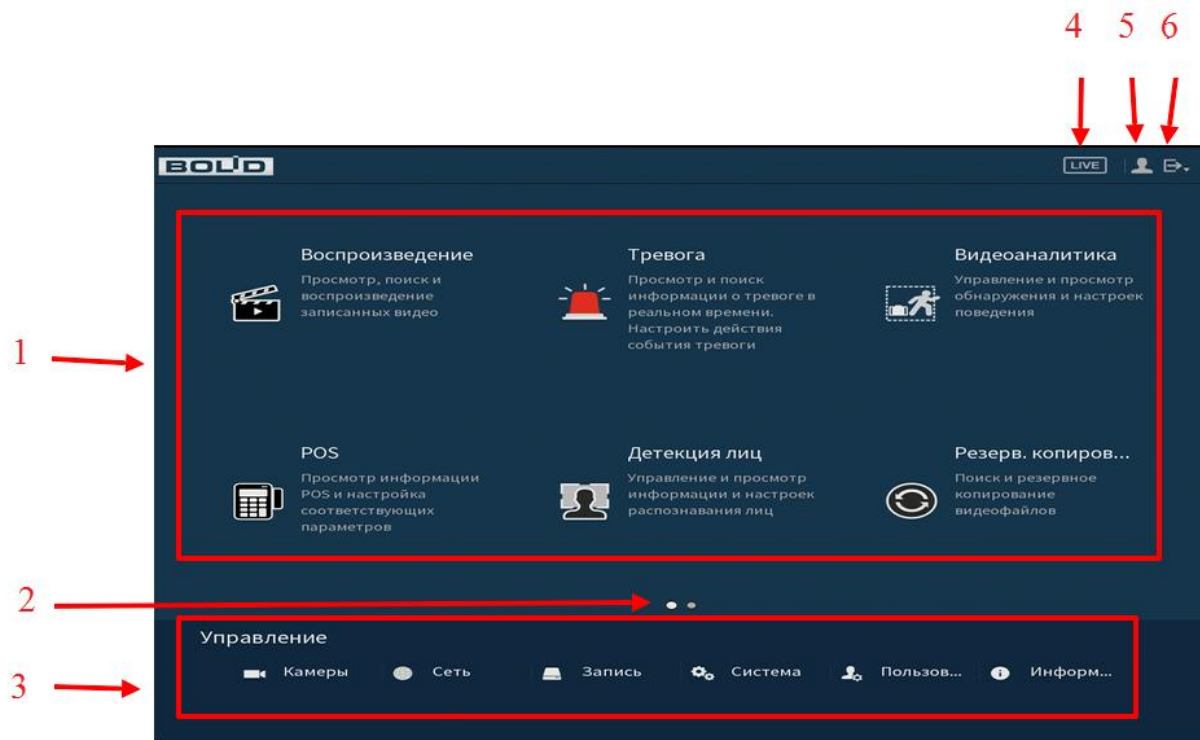 4 5 6
BOLID
LIVE
Воспроизведение
Просмотр, поиск и
воспроизведение
записанных видео
Тревога
Просмотр и поиск
информации о тревоге в
реальном времени.
Настроить действия
события тревоги
Видеоаналитика
Управление и просмотр
обнаружения и настроек
поведения
1
POS
Просмотр информации
POS и настройка
соответствующих
параметров
Детекция лиц
Управление и просмотр
информации и настроек
распознавания лиц
Резерв. копиров...
Поиск и резервное
копирование
видеофайлов
2
Управление
3
Камеры
Сеть
Запись
Система
Пользов...
Информ...